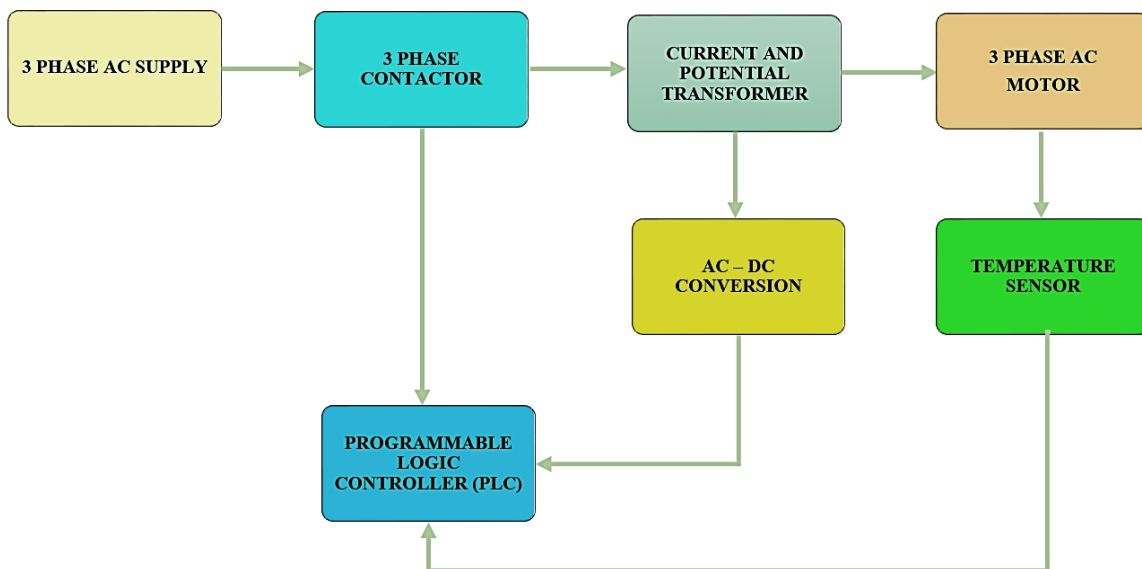 3 PHASE AC SUPPLY
3 PHASE
CONTACTOR
CURRENT AND
POTENTIAL
TRANSFORMER
3 PHASE AC
MOTOR
AC – DC
CONVERSION
TEMPERATURE
SENSOR
PROGRAMMABLE
LOGIC
CONTROLLER (PLC)